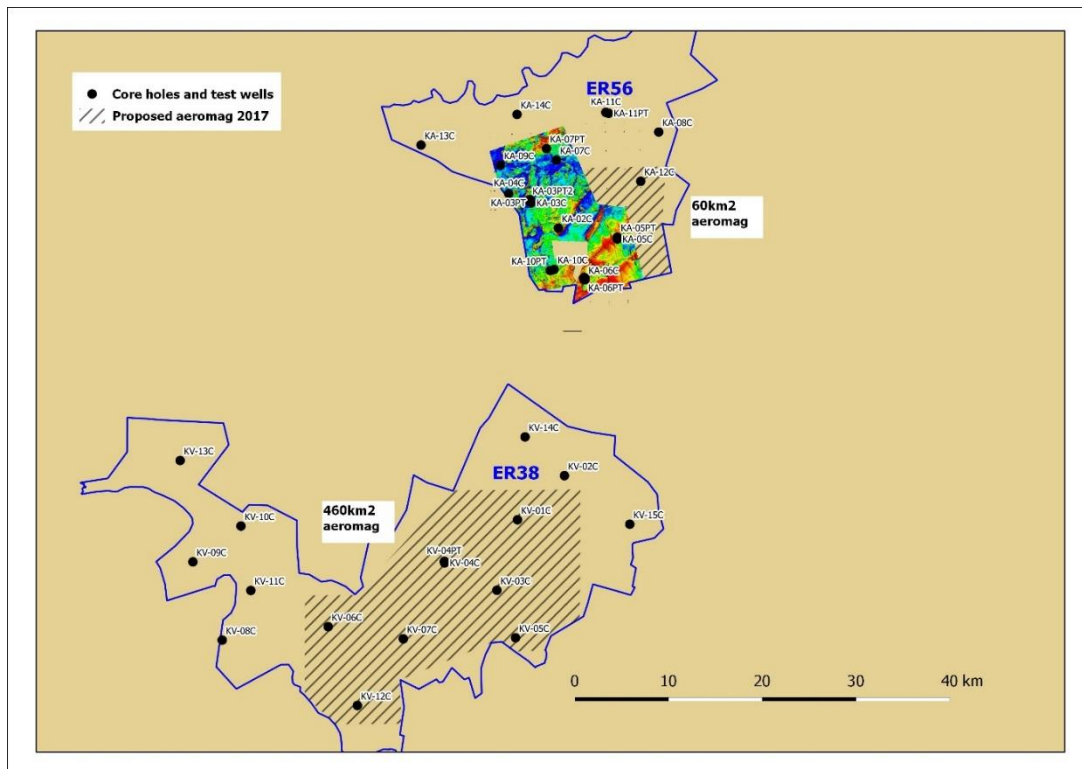 Core holes and test wells
Proposed aeromag 2017
ER56
KA-14C
KA-11C
KA-11PT
KA-08C
KA-13C
KA-07PT
KA-07C
KA-09C
KA-12C
KA-04C
KA-03PT2
KA-03PT
KA-03C
60km2
aeromag
KA-02C
KA-05PT
KA-05C
KA-10PT
KA-10C
KA-06C
KA-06PT
KV-14C
ER38
KV-02C
KV-13C
460km2
aeromag
KV-01C
KV-15C
KV-10C
KV-09C
KV-04PT
KV-04C
KV-11C
KV-03C
KV-06C
KV-08C
KV-07C
KV-05C
KV-12C
0 10 20 30 40 km